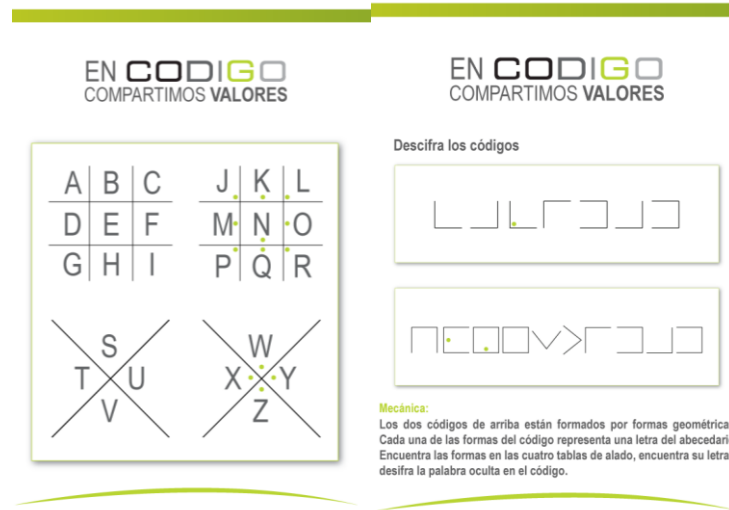 EN CODIGO
COMPARTIMOS VALORES
A B C
D E F
G H I
J K L
M N O
P Q R
S
T U
V
W
X Y
Z
EN CODIGO
COMPARTIMOS VALORES
Descifra los códigos
Mecánica:
Los dos códigos de arriba están formados por formas geométrica
Cada una de las formas del código representa una letra del abecedari
Encuentra las formas en las cuatro tablas de alado, encuentra su letra
desifra la palabra oculta en el código.